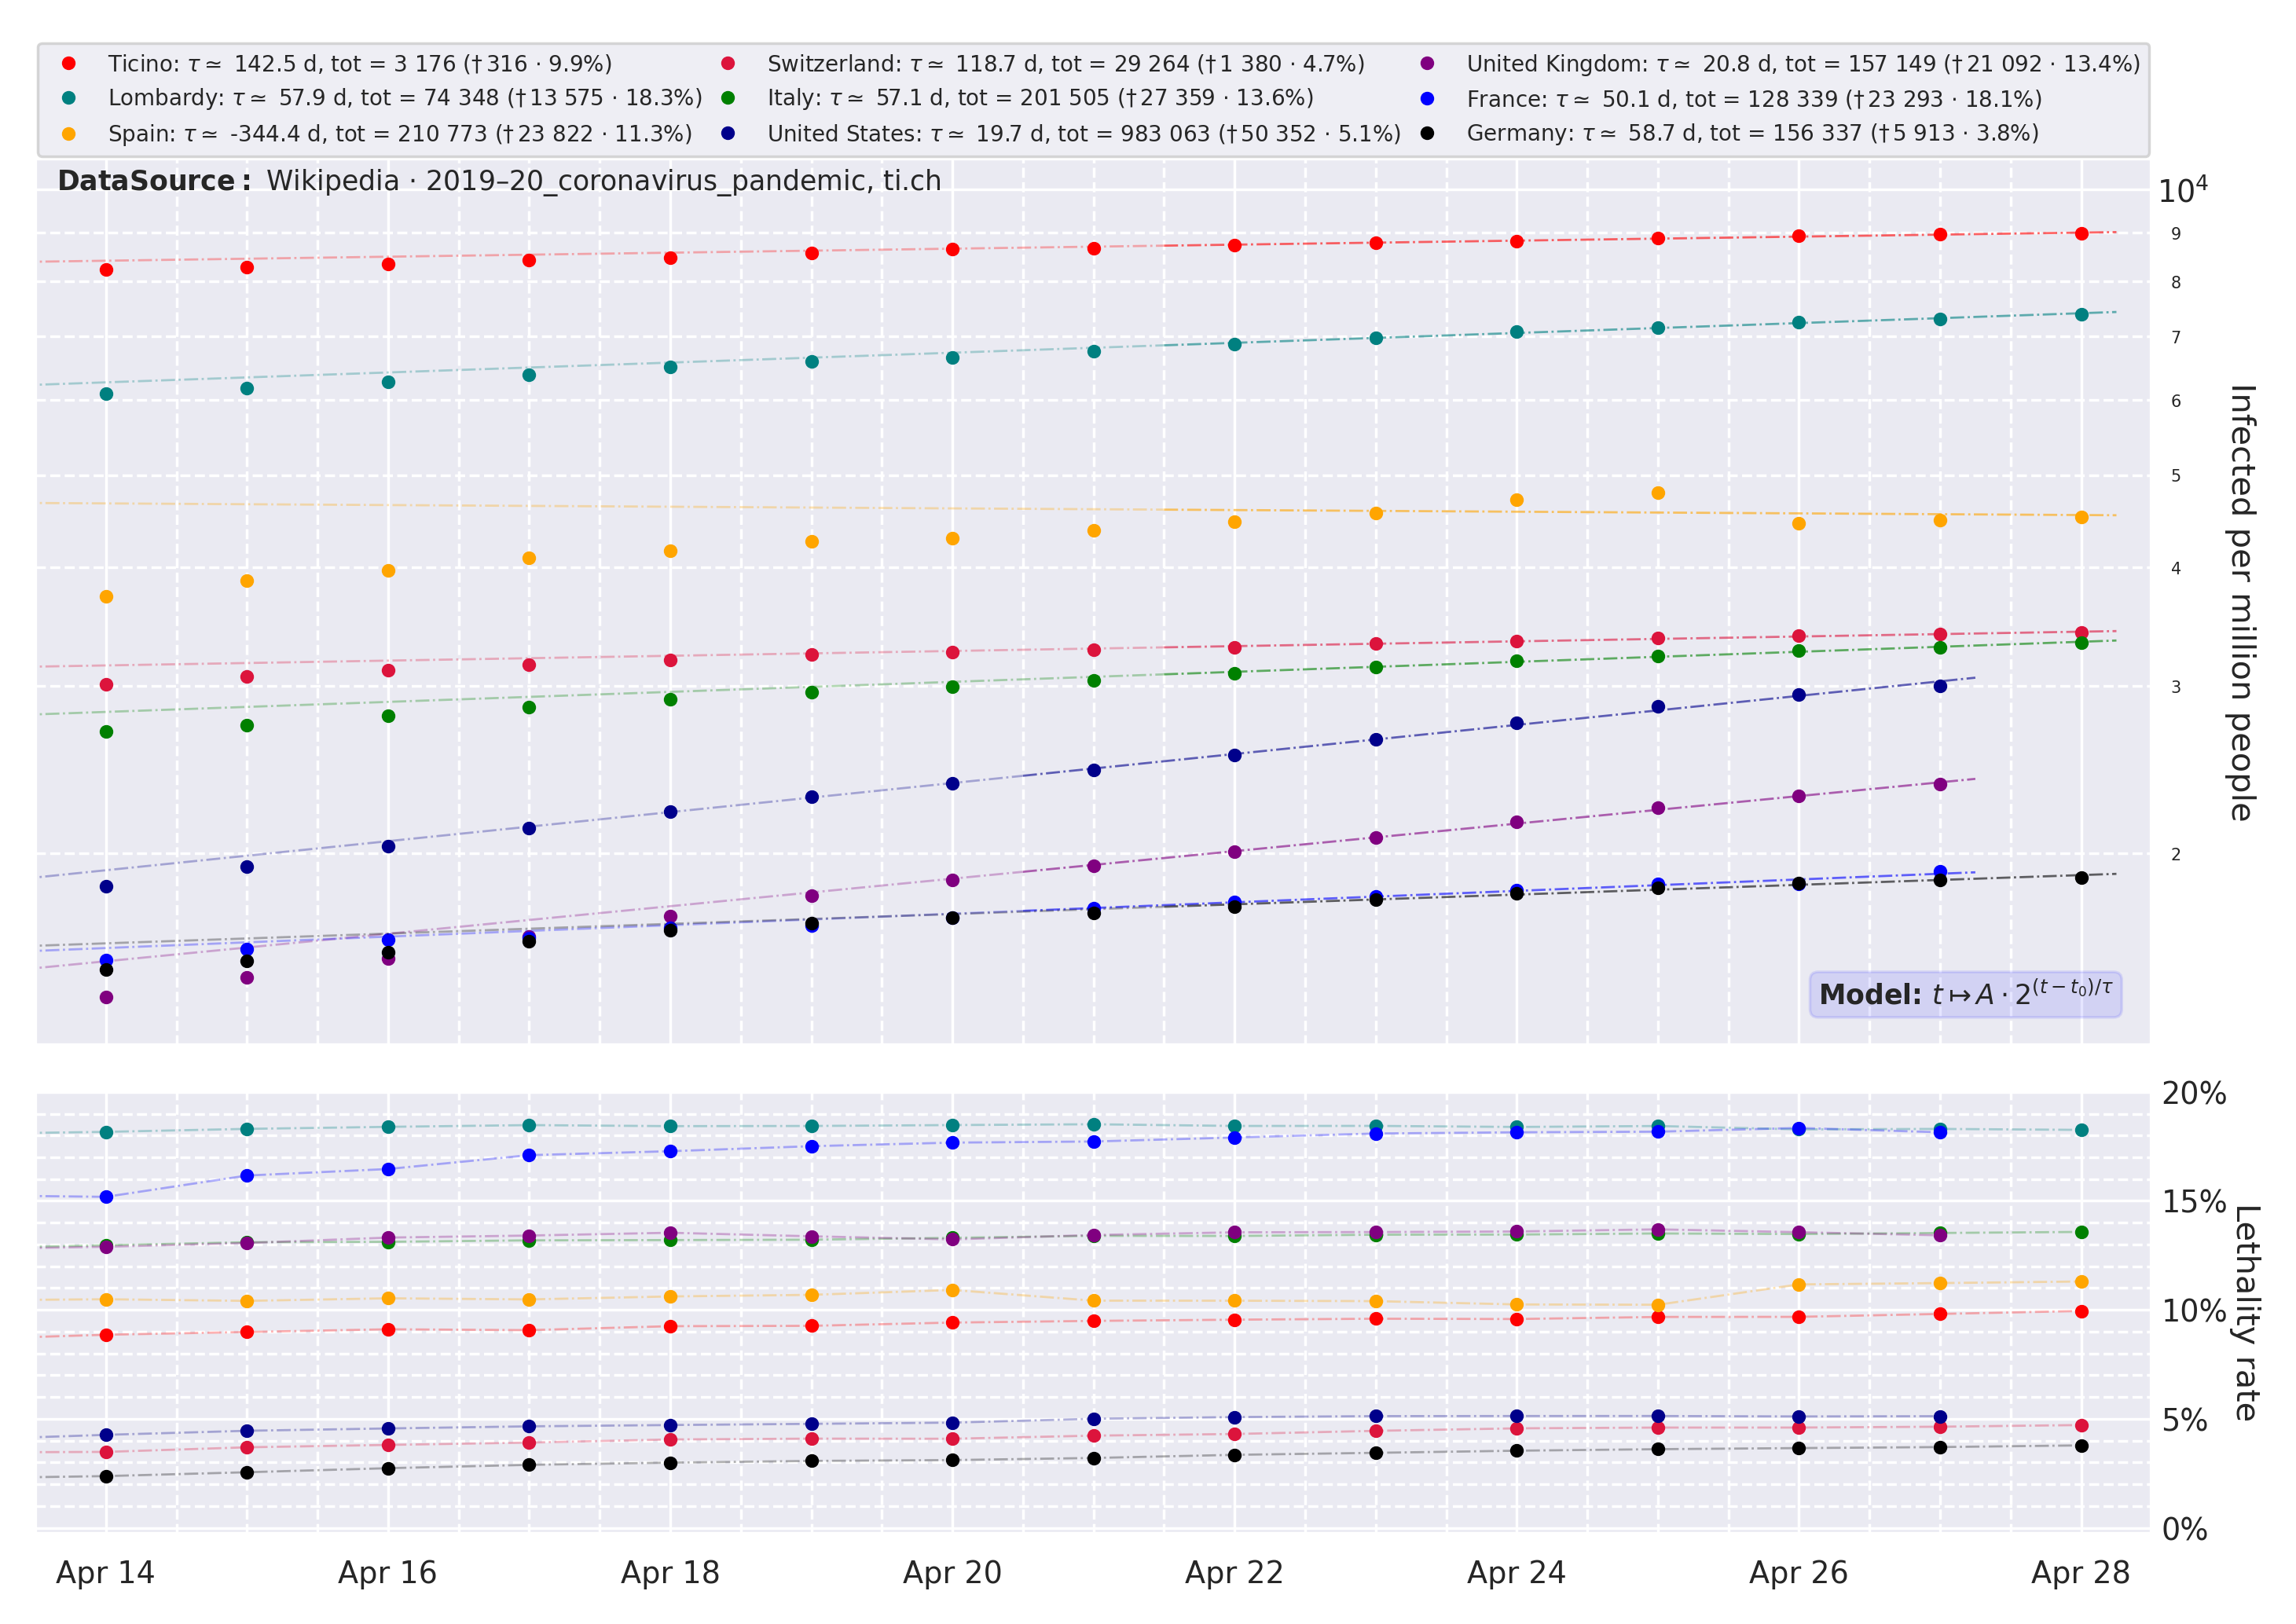 Ticino: τ ≃ 142.5 d, tot = 3 176 (†316 · 9.9%)
Lombardy: τ ≃ 57.9 d, tot = 74 348 (†13 575 · 18.3%)
Spain: τ ≃ -344.4 d, tot = 210 773 (†23 822 · 11.3%)
Switzerland: τ ≃ 118.7 d, tot = 29 264 (†1 380 · 4.7%)
Italy: τ ≃ 57.1 d, tot = 201 505 (†27 359 · 13.6%)
United States: τ ≃ 19.7 d, tot = 983 063 (†50 352 · 5.1%)
United Kingdom: τ ≃ 20.8 d, tot = 157 149 (†21 092 · 13.4%)
France: τ ≃ 50.1 d, tot = 128 339 (†23 293 · 18.1%)
Germany: τ ≃ 58.7 d, tot = 156 337 (†5 913 · 3.8%)
DataSource: Wikipedia · 2019–20_coronavirus_pandemic, ti.ch
10⁴
9
8
7
6
5
4
3
2
Infected per million people
Model: t ↦ A · 2^{(t − t₀)/τ}
20%
15%
10%
5%
0%
Lethality rate
Apr 14
Apr 16
Apr 18
Apr 20
Apr 22
Apr 24
Apr 26
Apr 28